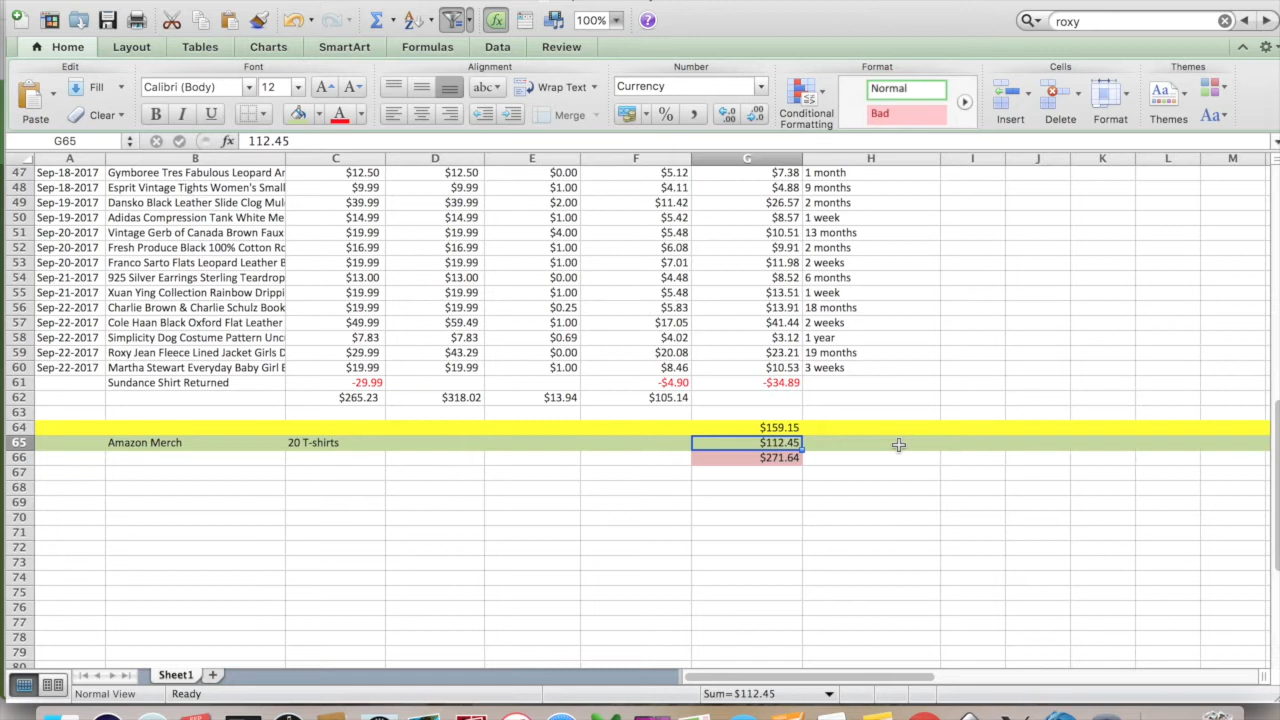 100%
roxy
Home Layout Tables Charts SmartArt Formulas Data Review
Edit Font Alignment Number Format Cells Themes
Paste Fill Clear
Calibri (Body) 12 A A
B I U A
abc Wrap Text
Merge
Currency
% , .0 .00 .00 .0
Conditional Formatting
Normal
Bad
Insert Delete Format Themes Aa
G65 fx 112.45
A B C D E F G H I J K L M
47 Sep-18-2017 Gymboree Tres Fabulous Leopard Ar $12.50 $12.50 $0.00 $5.12 $7.38 1 month
48 Sep-18-2017 Esprit Vintage Tights Women's Small $9.99 $9.99 $1.00 $4.11 $4.88 9 months
49 Sep-19-2017 Dansko Black Leather Slide Clog Mul $39.99 $39.99 $2.00 $11.42 $26.57 2 months
50 Sep-19-2017 Adidas Compression Tank White Me $14.99 $14.99 $1.00 $5.42 $8.57 1 week
51 Sep-20-2017 Vintage Gerb of Canada Brown Faux $19.99 $19.99 $4.00 $5.48 $10.51 13 months
52 Sep-20-2017 Fresh Produce Black 100% Cotton Ro $16.99 $16.99 $1.00 $6.08 $9.91 2 months
53 Sep-20-2017 Franco Sarto Flats Leopard Leather B $19.99 $19.99 $1.00 $7.01 $11.98 2 weeks
54 Sep-21-2017 925 Silver Earrings Sterling Teardrop $13.00 $13.00 $0.00 $4.48 $8.52 6 months
55 Sep-21-2017 Xuan Ying Collection Rainbow Drippi $19.99 $19.99 $1.00 $5.48 $13.51 1 week
56 Sep-22-2017 Charlie Brown & Charlie Schulz Book $19.99 $19.99 $0.25 $5.83 $13.91 18 months
57 Sep-22-2017 Cole Haan Black Oxford Flat Leather $49.99 $59.49 $1.00 $17.05 $41.44 2 weeks
58 Sep-22-2017 Simplicity Dog Costume Pattern Unc $7.83 $7.83 $0.69 $4.02 $3.12 1 year
59 Sep-22-2017 Roxy Jean Fleece Lined Jacket Girls D $29.99 $43.29 $0.00 $20.08 $23.21 19 months
60 Sep-22-2017 Martha Stewart Everyday Baby Girl B $19.99 $19.99 $1.00 $8.46 $10.53 3 weeks
61 Sundance Shirt Returned -29.99 -$4.90 -$34.89
62 $265.23 $318.02 $13.94 $105.14
63
64 $159.15
65 Amazon Merch 20 T-shirts $112.45
66 $271.64
67
68
69
70
71
72
73
74
75
76
77
78
79
80
Sheet1
Normal View Ready Sum=$112.45